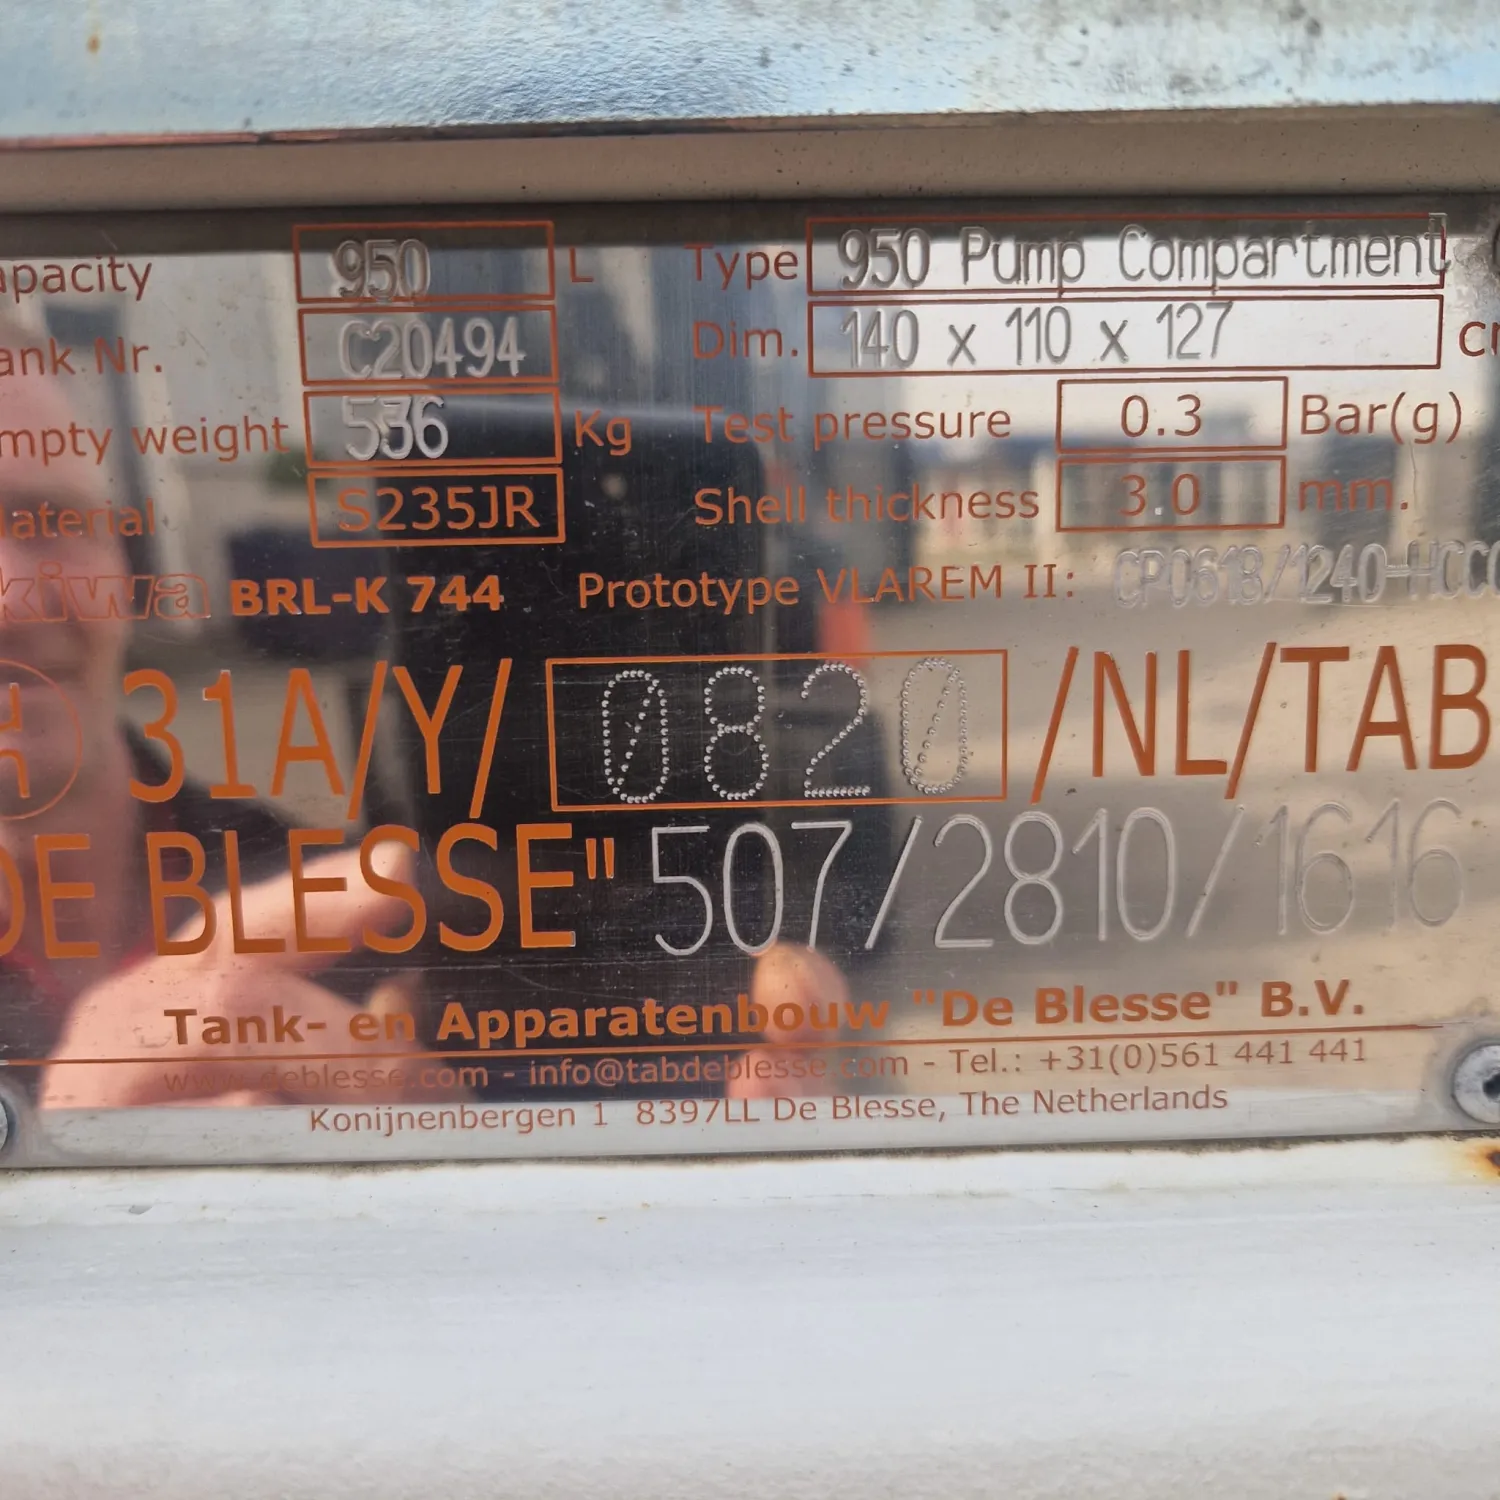 apacity 950 L Type 950 Pump Compartment
ank Nr. C20494 Dim. 140 x 110 x 127 c
mpty weight 536 Kg Test pressure 0.3 Bar(g)
aterial S235JR Shell thickness 3.0 mm.
kiwa BRL-K 744 Prototype VLAREM II: CP0618/1240-HCC
31A/Y/ 0820 /NL/TAB
DE BLESSE" 507/2810/1616
Tank- en Apparatenbouw "De Blesse" B.V.
www. deblesse.com - info@tabdeblesse.com - Tel.: +31(0)561 441 441
Konijnenbergen 1 8397LL De Blesse, The Netherlands